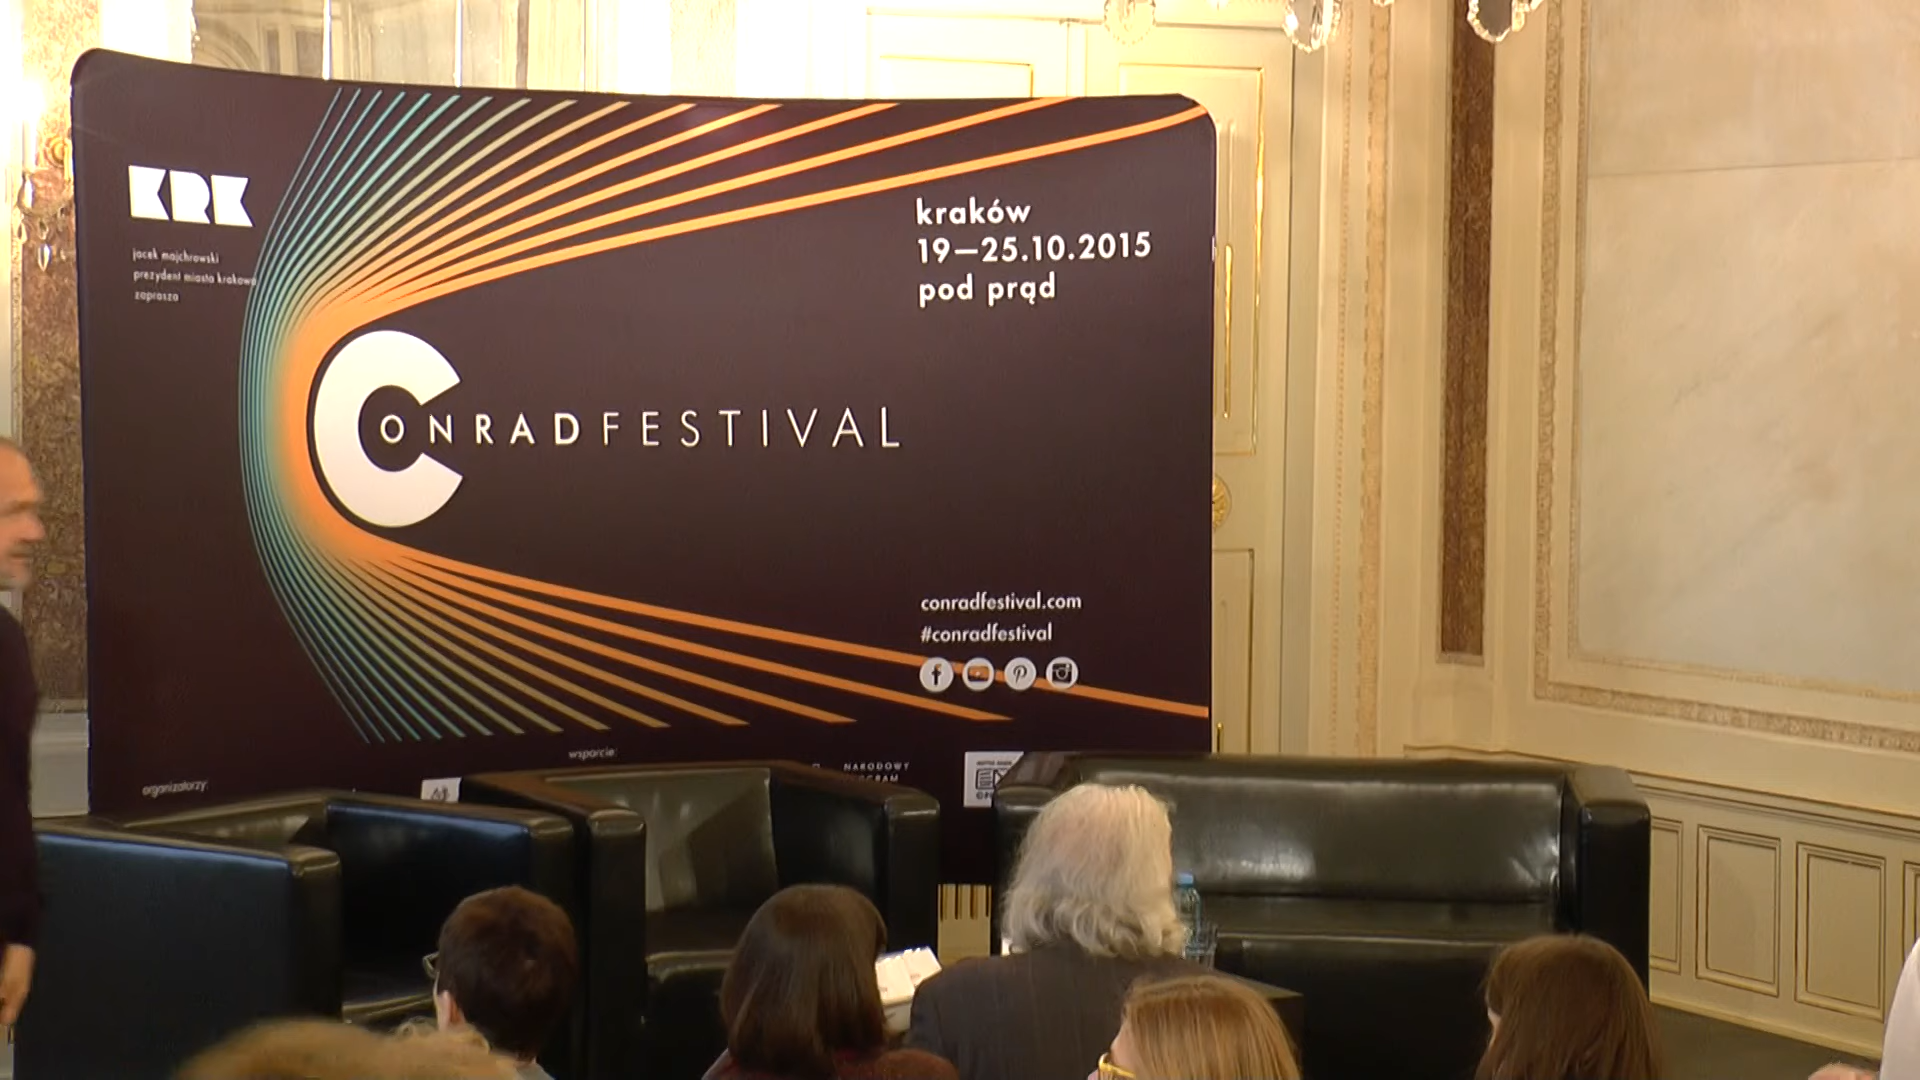 KRK
jacek majchrowski
prezydent miasta krakowa
zaprasza
kraków
19—25.10.2015
pod prąd
CONRADFESTIVAL
conradfestival.com
#conradfestival
wsparcie:
NARODOWY
organizatorzy: